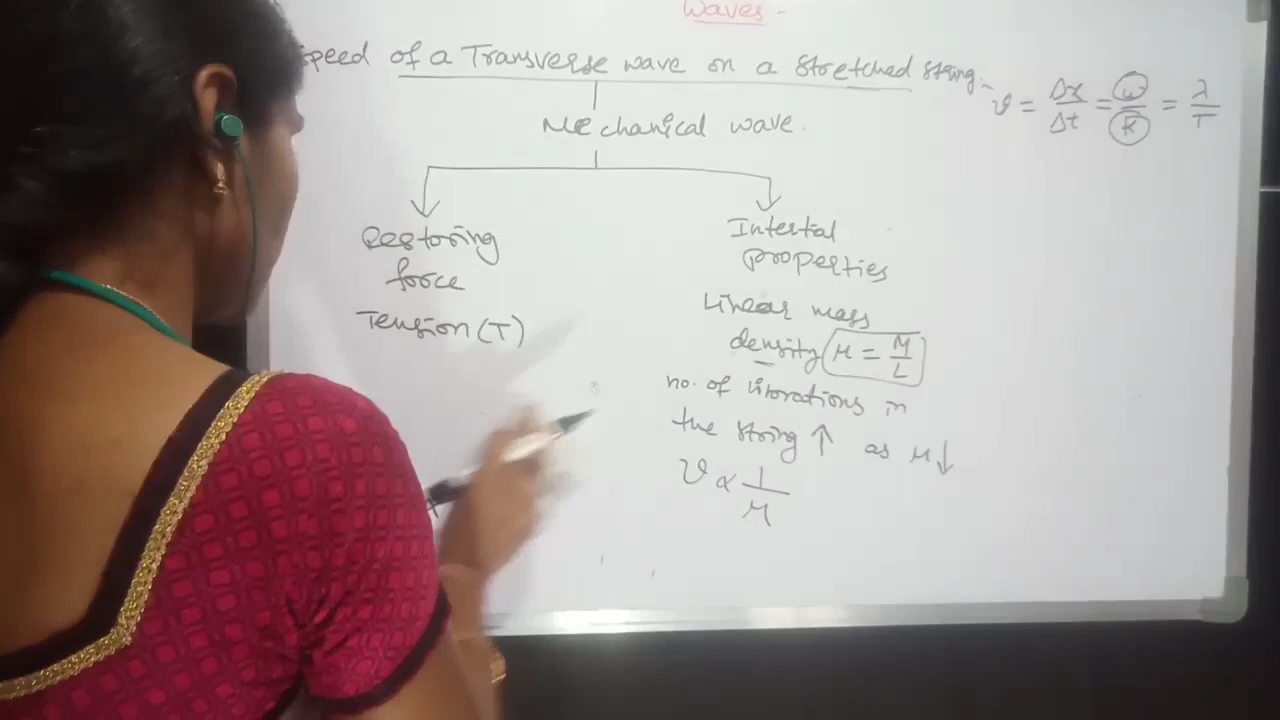 Waves -
speed of a Transverse wave on a stretched string -
v = Δx/Δt = ω/k = λ/T
Mechanical wave.
Restoring
force
Tension (T)
Intertial
properties
Linear mass
density μ = M/L
no. of vibrations in
the string ↑ as μ↓
v ∝ 1/μ